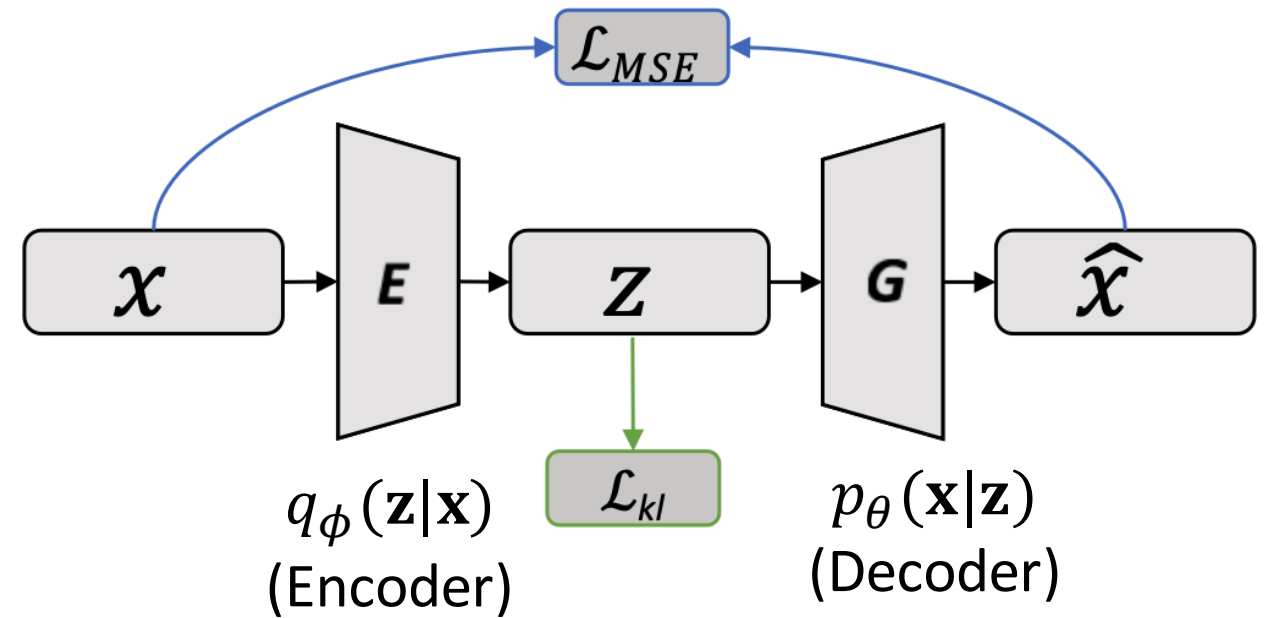 ℒ_MSE
x E z G x̂
q_ϕ(𝐳|𝐱) ℒ_kl p_θ(𝐱|𝐳)
(Encoder) (Decoder)